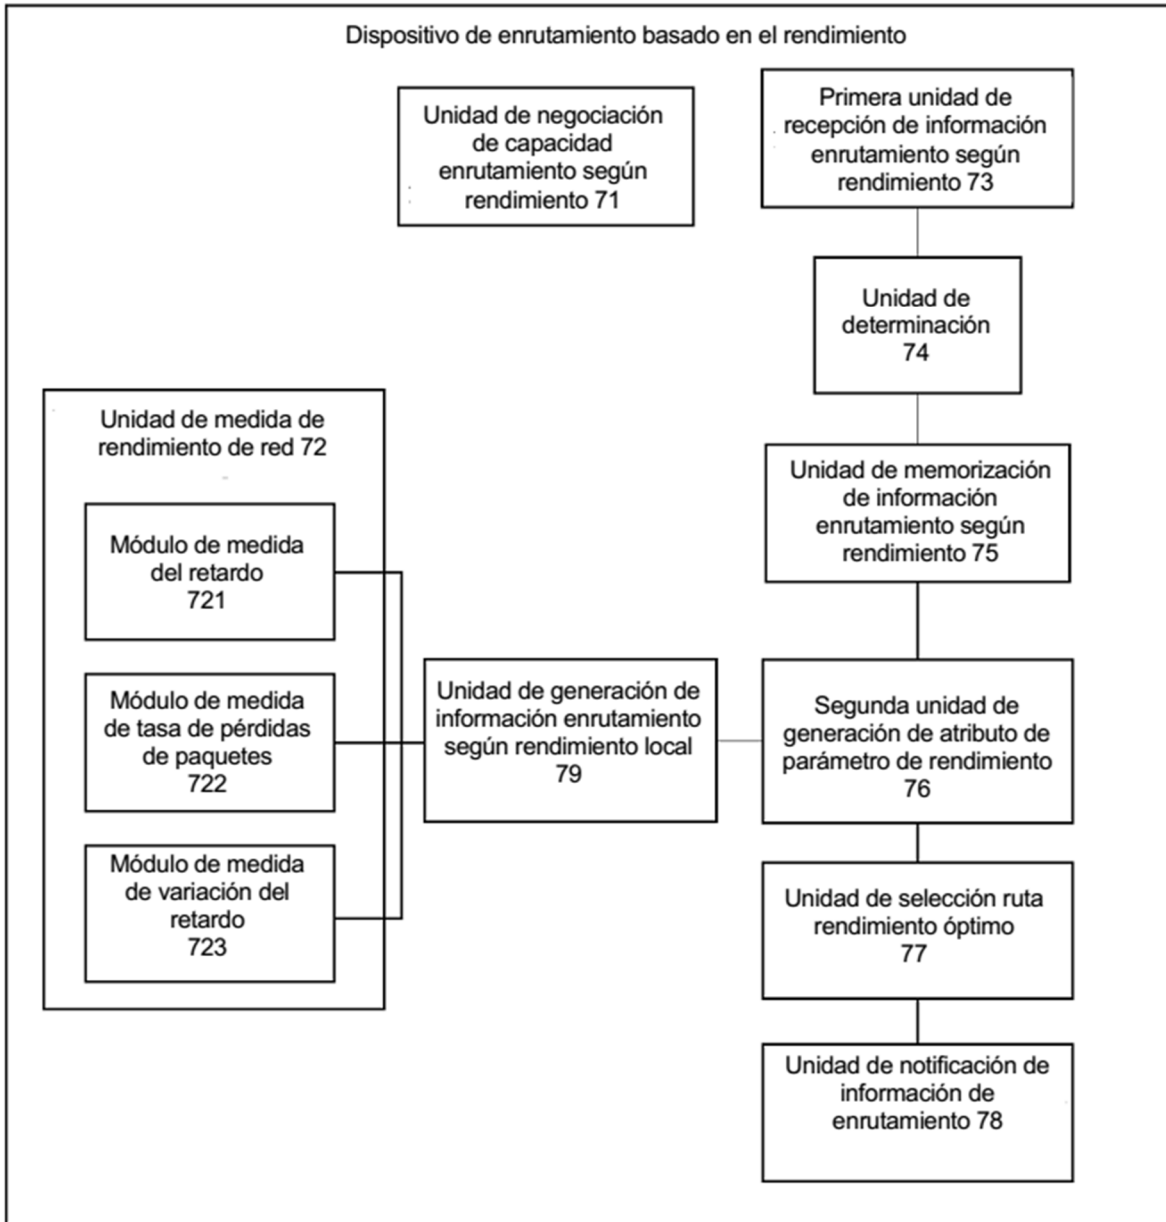 Dispositivo de enrutamiento basado en el rendimiento
Unidad de negociación
de capacidad
enrutamiento según
rendimiento 71
Primera unidad de
recepción de información
enrutamiento según
rendimiento 73
Unidad de
determinación
74
Unidad de medida de
rendimiento de red 72
Unidad de memorización
de información
enrutamiento según
rendimiento 75
Módulo de medida
del retardo
721
Módulo de medida
de tasa de pérdidas
de paquetes
722
Módulo de medida
de variación del
retardo
723
Unidad de generación de
información enrutamiento
según rendimiento local
79
Segunda unidad de
generación de atributo de
parámetro de rendimiento
76
Unidad de selección ruta
rendimiento óptimo
77
Unidad de notificación de
información de
enrutamiento 78